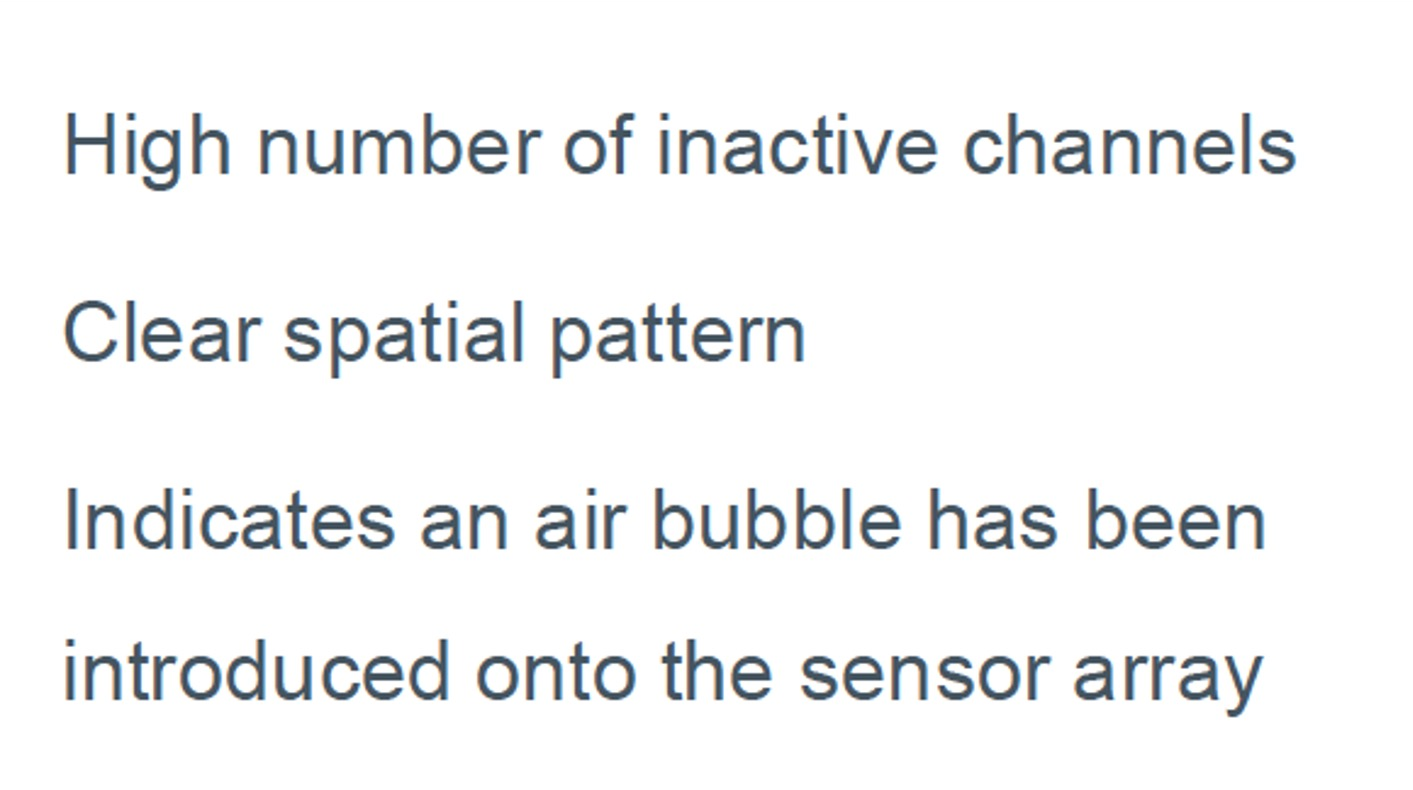 High number of inactive channels
Clear spatial pattern
Indicates an air bubble has been
introduced onto the sensor array